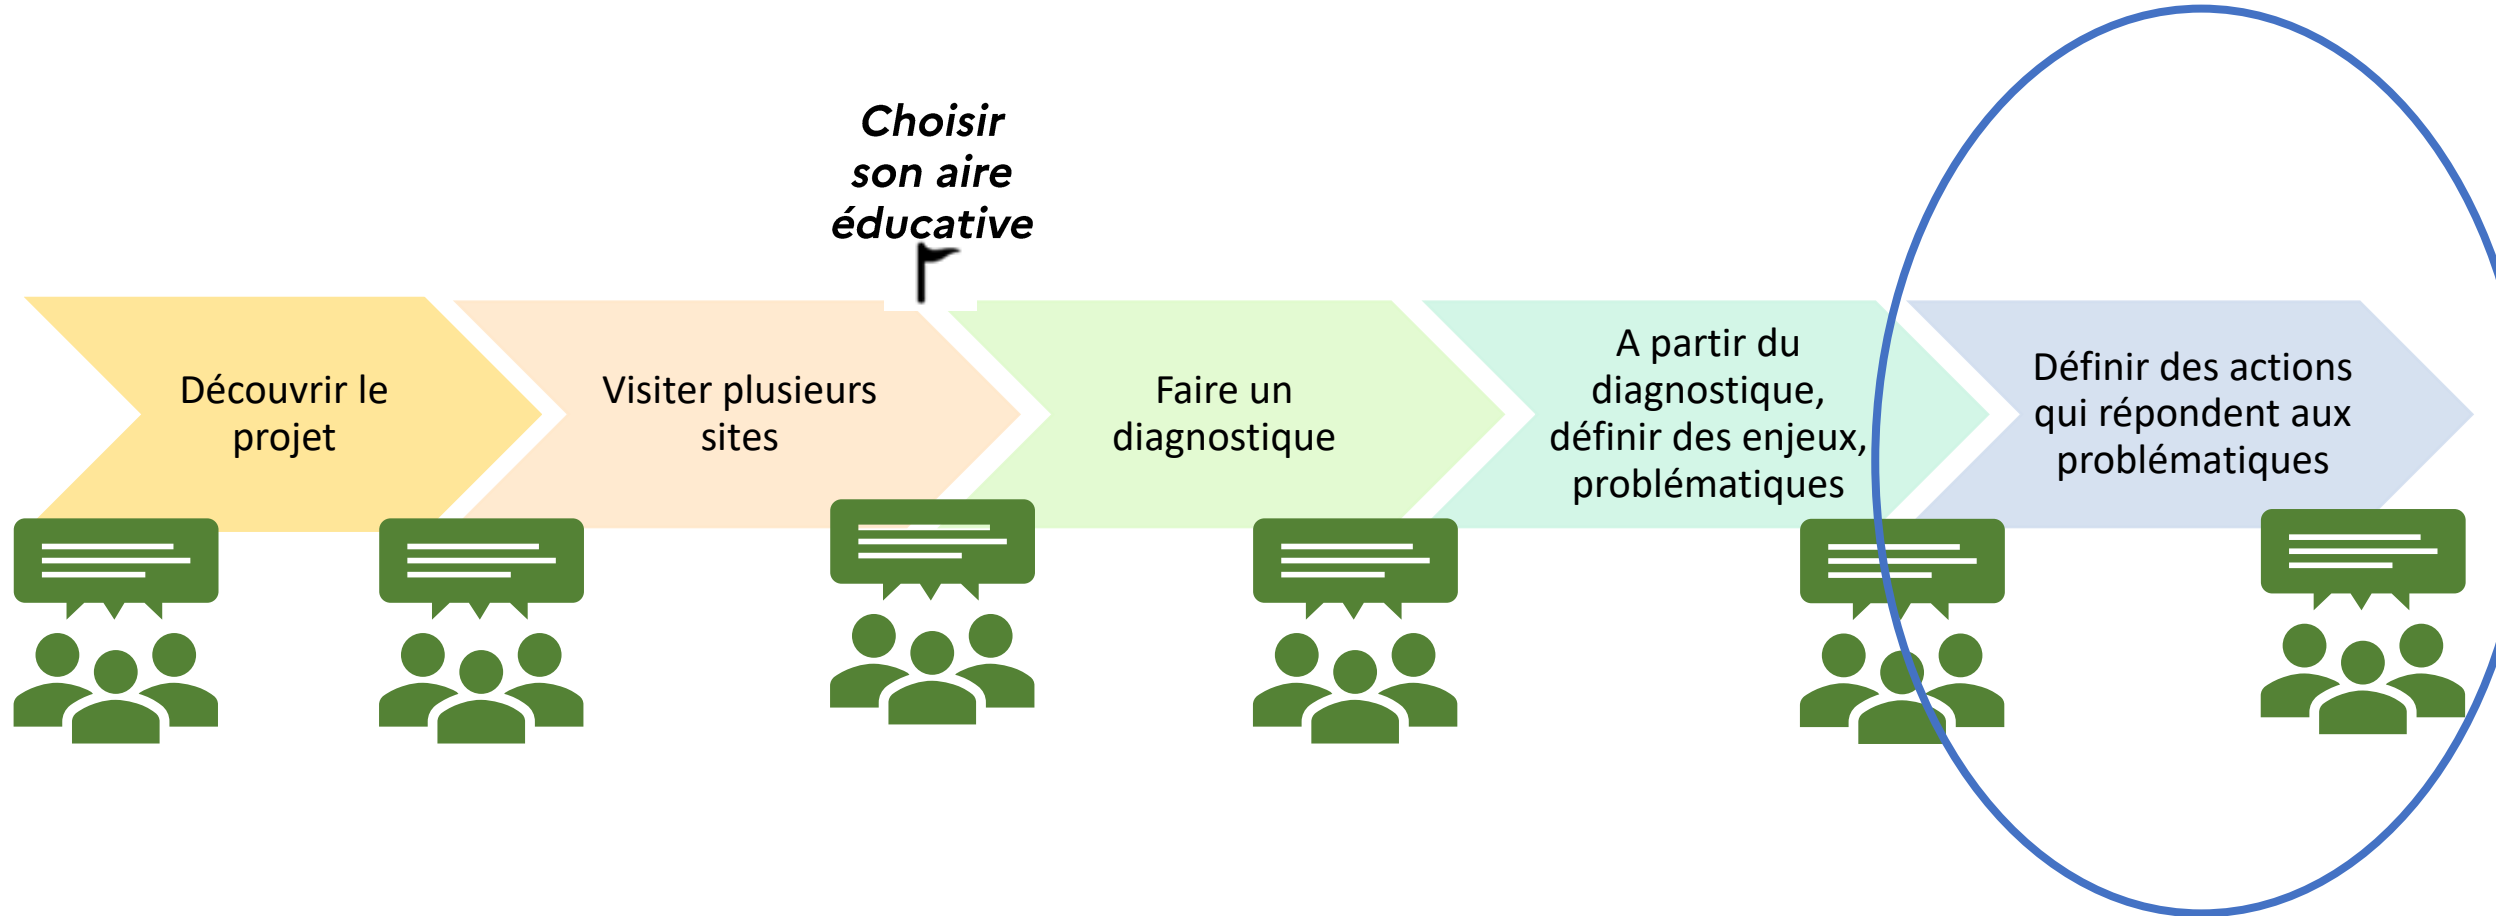 Choisir
son aire
éducative
Découvrir le
projet
Visiter plusieurs
sites
Faire un
diagnostique
A partir du
diagnostique,
définir des enjeux,
problématiques
Définir des actions
qui répondent aux
problématiques